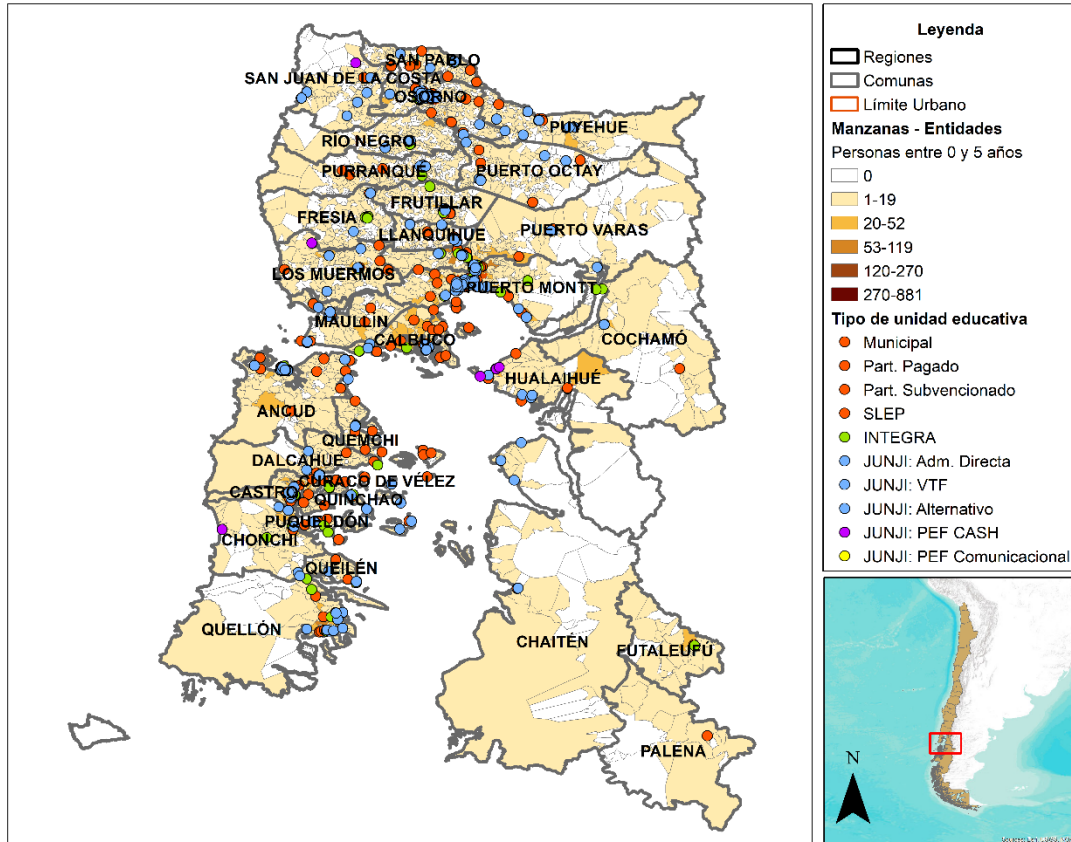 SAN PABLO
SAN JUAN DE LA COSTA
OSORNO
PUYEHUE
RÍO NEGRO
PURRANQUE
PUERTO OCTAY
FRUTILLAR
FRESIA
LLANQUIHUE
PUERTO VARAS
LOS MUERMOS
PUERTO MONTT
MAULLÍN
CALBUCO
COCHAMÓ
HUALAIHUÉ
ANCUD
QUEMCHI
DALCAHUE
CURACO DE VÉLEZ
CASTRO
QUINCHAO
PUQUELDÓN
CHONCHI
QUEILÉN
QUELLÓN
CHAITÉN
FUTALEUFÚ
PALENA
Leyenda
Regiones
Comunas
Límite Urbano
Manzanas - Entidades
Personas entre 0 y 5 años
0
1-19
20-52
53-119
120-270
270-881
Tipo de unidad educativa
Municipal
Part. Pagado
Part. Subvencionado
SLEP
INTEGRA
JUNJI: Adm. Directa
JUNJI: VTF
JUNJI: Alternativo
JUNJI: PEF CASH
JUNJI: PEF Comunicacional
N